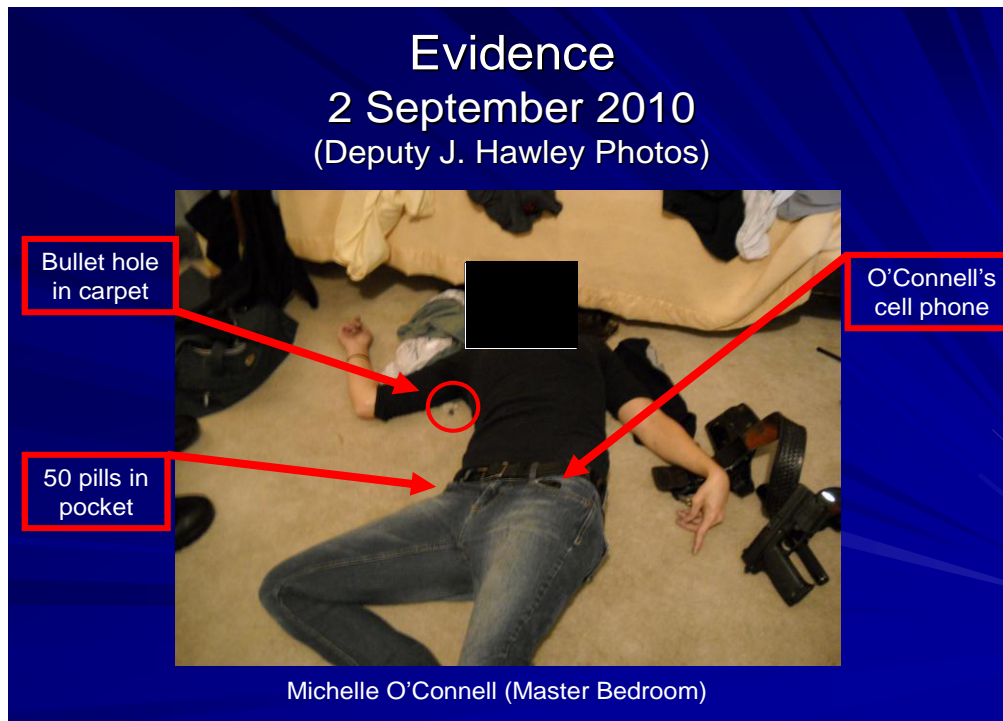 Evidence
2 September 2010
(Deputy J. Hawley Photos)
Bullet hole
in carpet
O’Connell’s
cell phone
50 pills in
pocket
Michelle O’Connell (Master Bedroom)